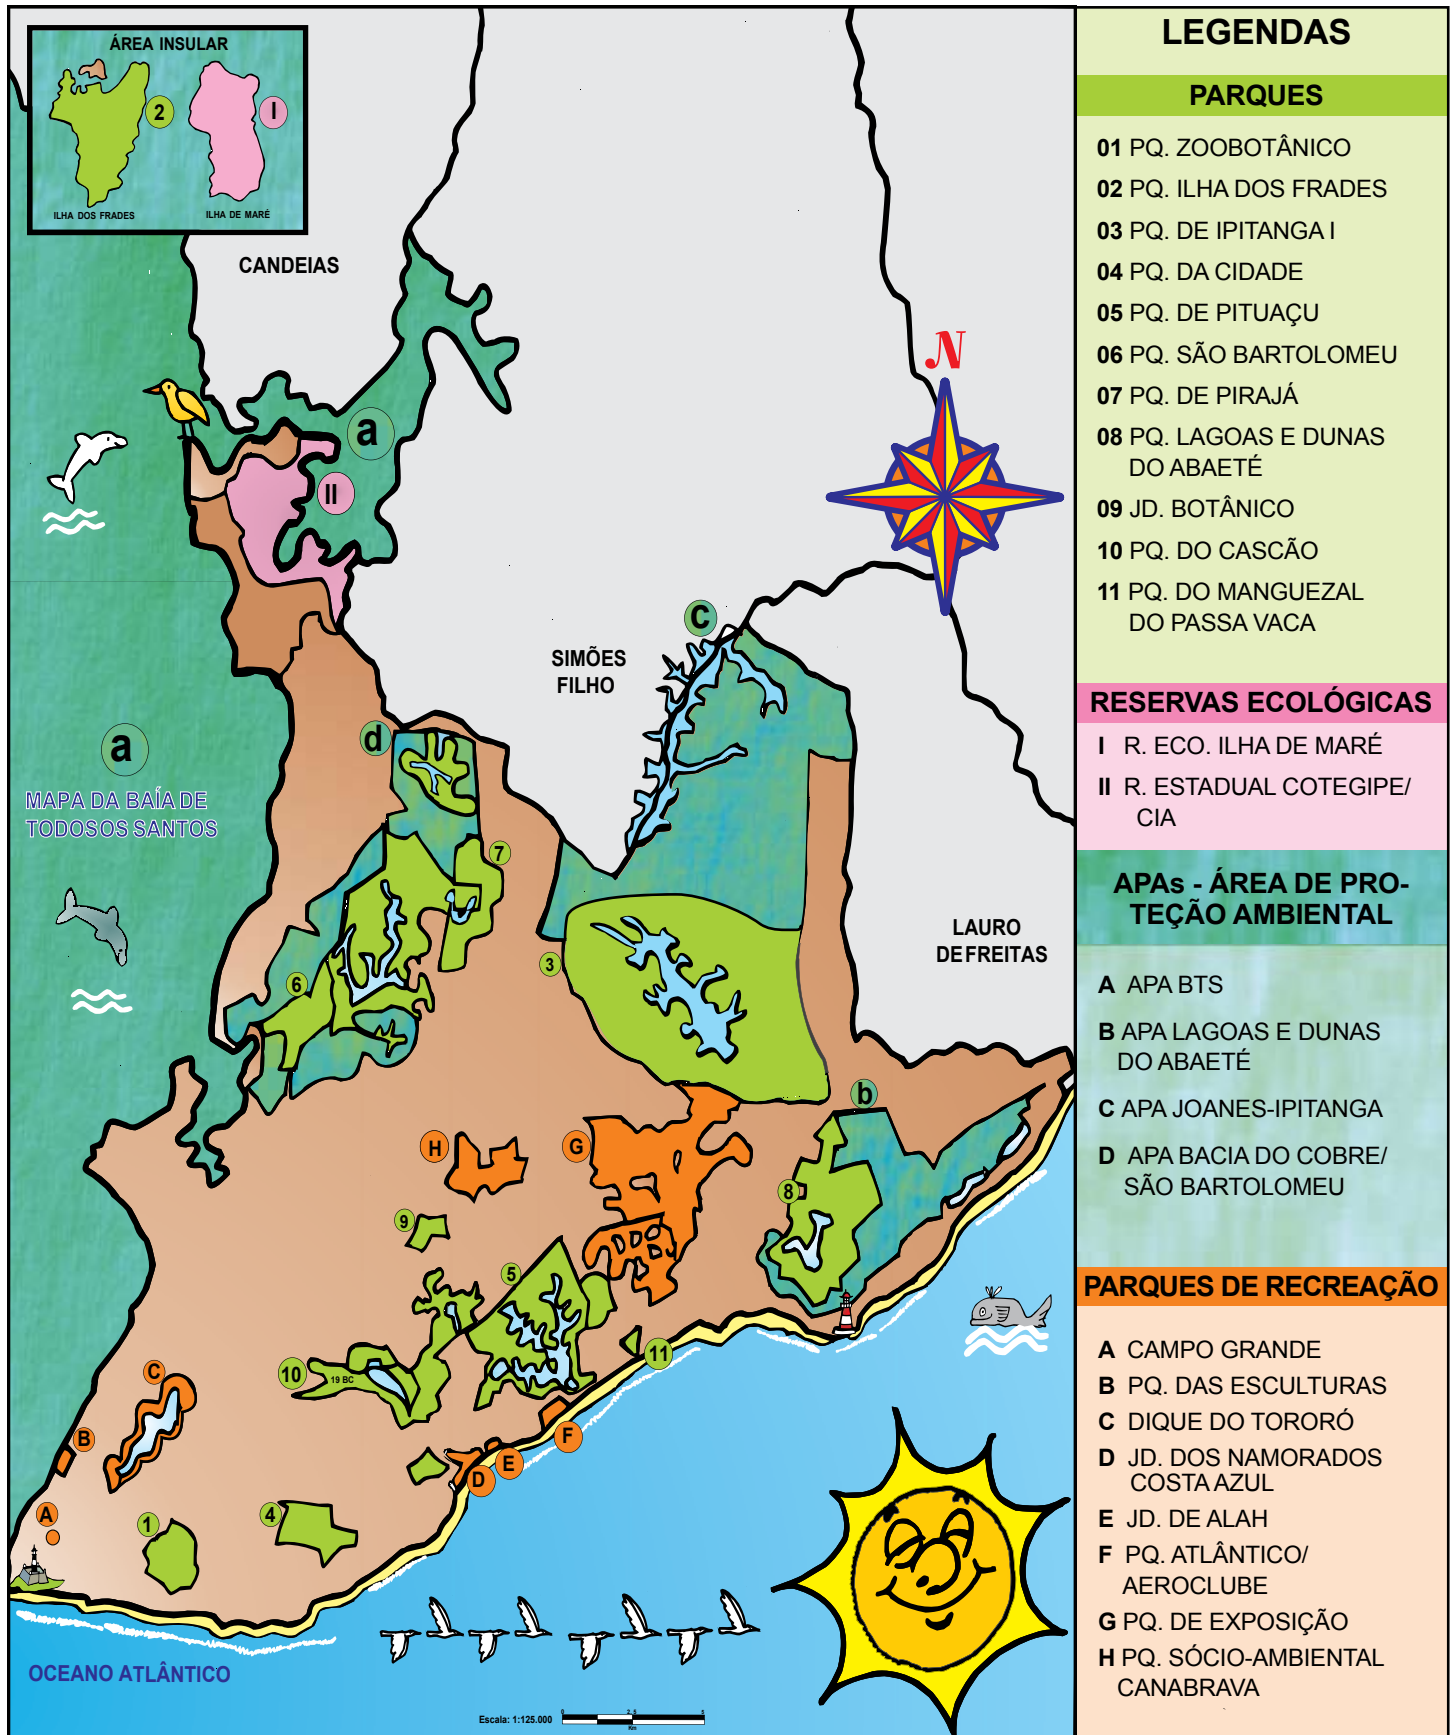 ÁREA INSULAR
2
I
ILHA DOS FRADES
ILHA DE MARÉ
CANDEIAS
N
a
II
C
SIMÕES
FILHO
d
a
MAPA DA BAÍA DE
TODOSOS SANTOS
7
LAURO
DE FREITAS
3
6
b
H
G
8
9
5
11
10
19 BC
C
B
F
E
D
A
1
4
OCEANO ATLÂNTICO
Escala: 1:125.000
0
2,5
5
Km
LEGENDAS
PARQUES
01 PQ. ZOOBOTÂNICO
02 PQ. ILHA DOS FRADES
03 PQ. DE IPITANGA I
04 PQ. DA CIDADE
05 PQ. DE PITUAÇU
06 PQ. SÃO BARTOLOMEU
07 PQ. DE PIRAJÁ
08 PQ. LAGOAS E DUNAS
DO ABAETÉ
09 JD. BOTÂNICO
10 PQ. DO CASCÃO
11 PQ. DO MANGUEZAL
DO PASSA VACA
RESERVAS ECOLÓGICAS
I R. ECO. ILHA DE MARÉ
II R. ESTADUAL COTEGIPE/
CIA
APAs - ÁREA DE PRO-
TEÇÃO AMBIENTAL
A APA BTS
B APA LAGOAS E DUNAS
DO ABAETÉ
C APA JOANES-IPITANGA
D APA BACIA DO COBRE/
SÃO BARTOLOMEU
PARQUES DE RECREAÇÃO
A CAMPO GRANDE
B PQ. DAS ESCULTURAS
C DIQUE DO TORORÓ
D JD. DOS NAMORADOS
COSTA AZUL
E JD. DE ALAH
F PQ. ATLÂNTICO/
AEROCLUBE
G PQ. DE EXPOSIÇÃO
H PQ. SÓCIO-AMBIENTAL
CANABRAVA